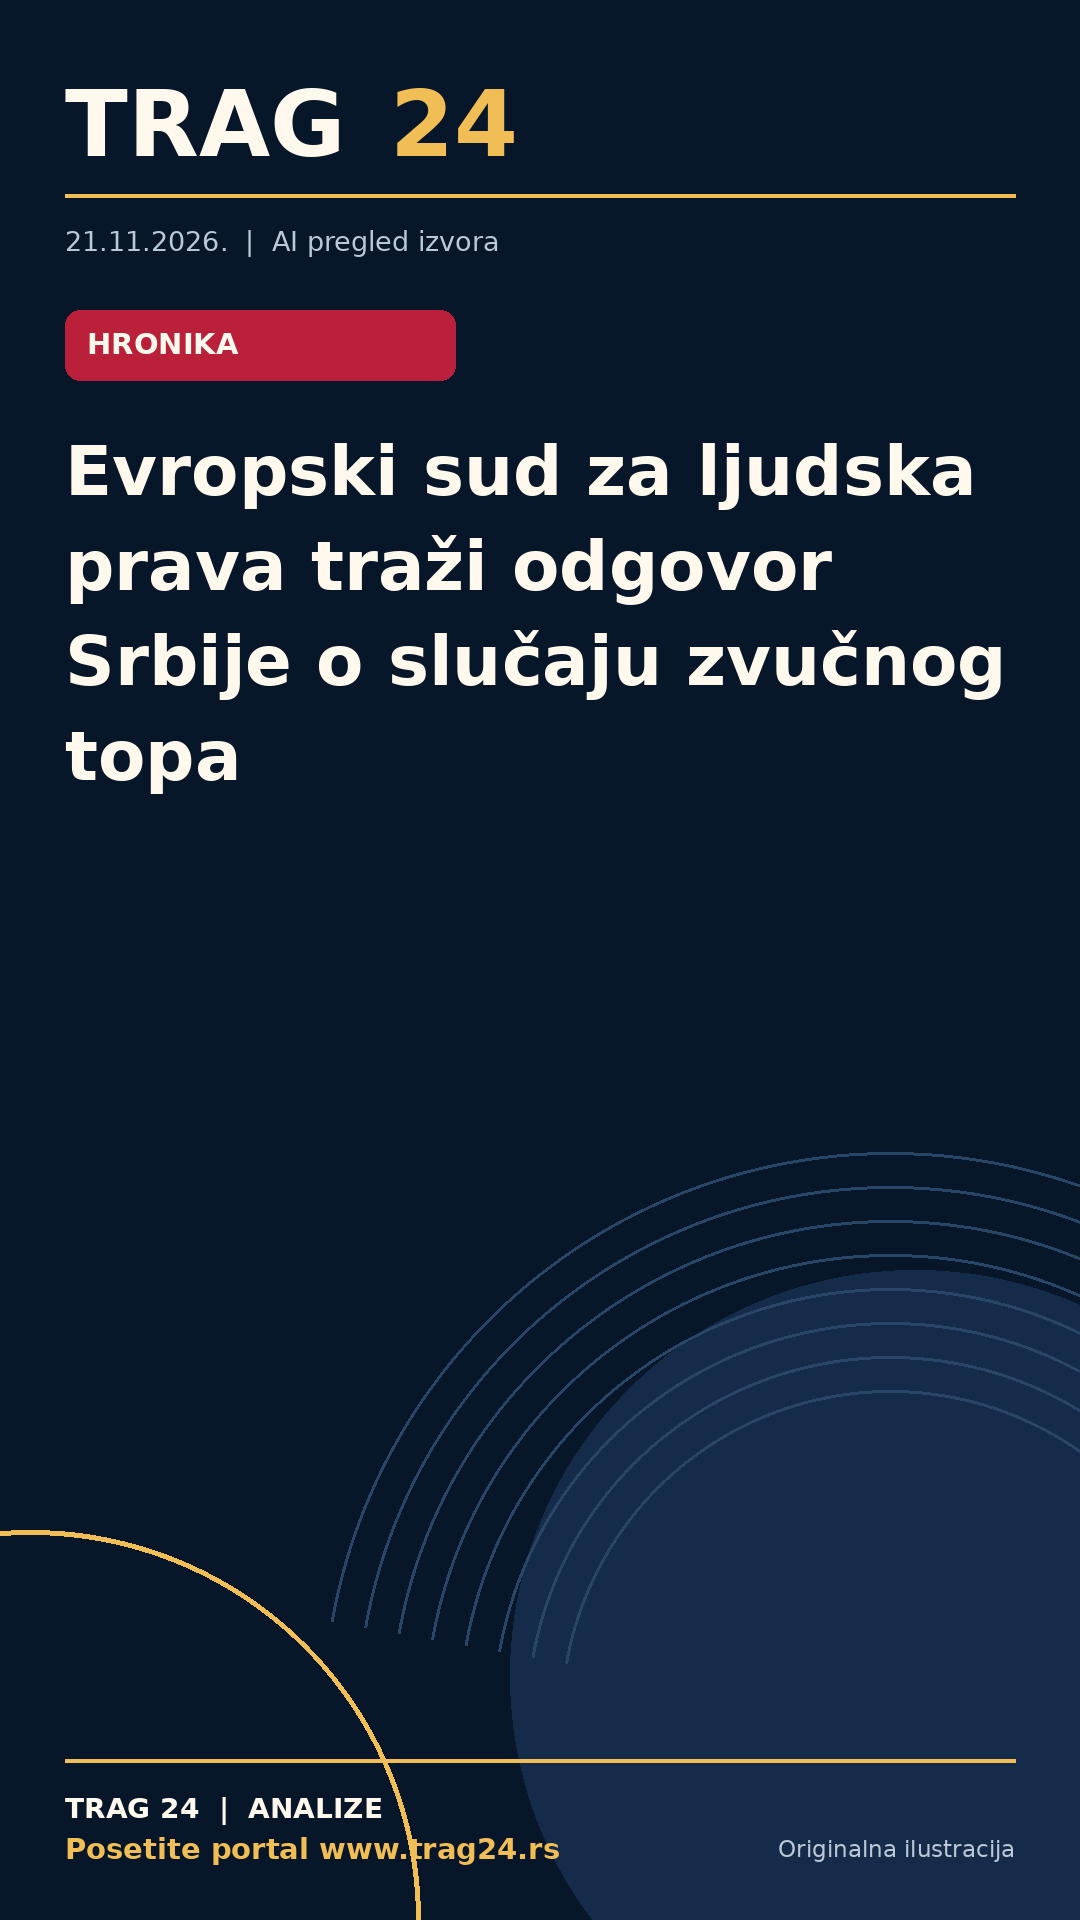 TRAG 24
21.11.2026. | AI pregled izvora
HRONIKA
Evropski sud za ljudska
prava traži odgovor
Srbije o slučaju zvučnog
topa
TRAG 24 | ANALIZE
Posetite portal www.trag24.rs
Originalna ilustracija